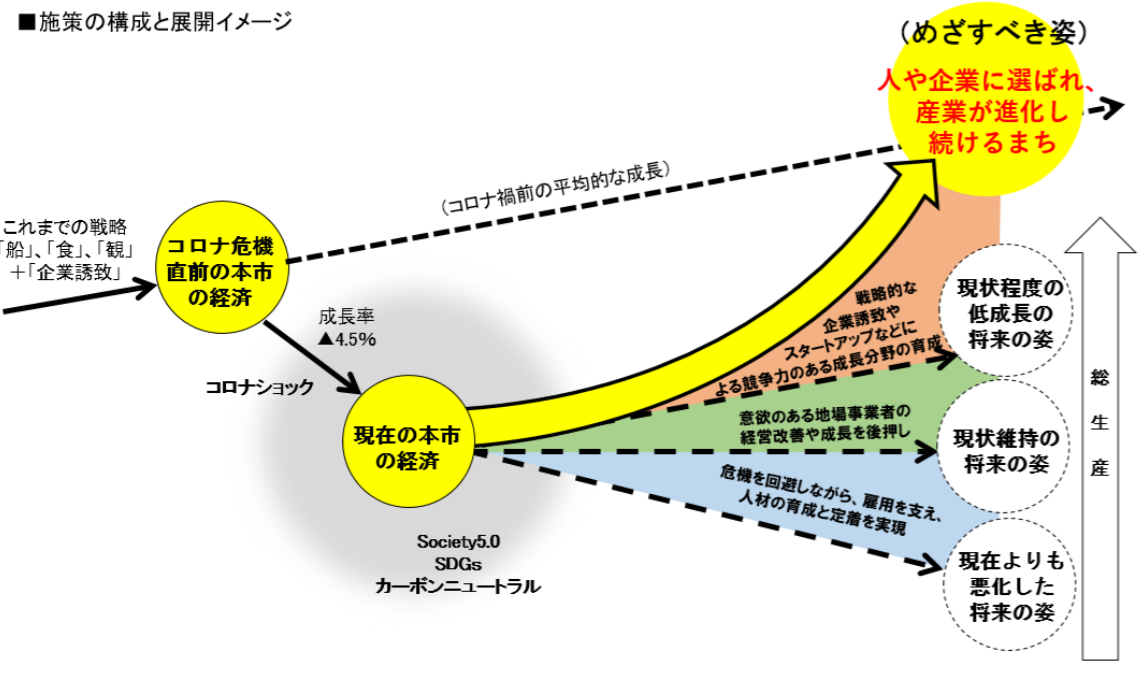 ■施策の構成と展開イメージ
（めざすべき姿）
人や企業に選ばれ、
産業が進化し
続けるまち
（コロナ禍前の平均的な成長）
これまでの戦略
「船」、「食」、「観」
＋「企業誘致」
コロナ危機
直前の本市
の経済
成長率
▲4.5%
コロナショック
現在の本市
の経済
Society5.0
SDGs
カーボンニュートラル
戦略的な
企業誘致や
スタートアップなどに
よる競争力のある成長分野の育成
意欲のある地場事業者の
経営改善や成長を後押し
危機を回避しながら、雇用を支え、
人材の育成と定着を実現
現状程度の
低成長の
将来の姿
現状維持の
将来の姿
現在よりも
悪化した
将来の姿
総生産